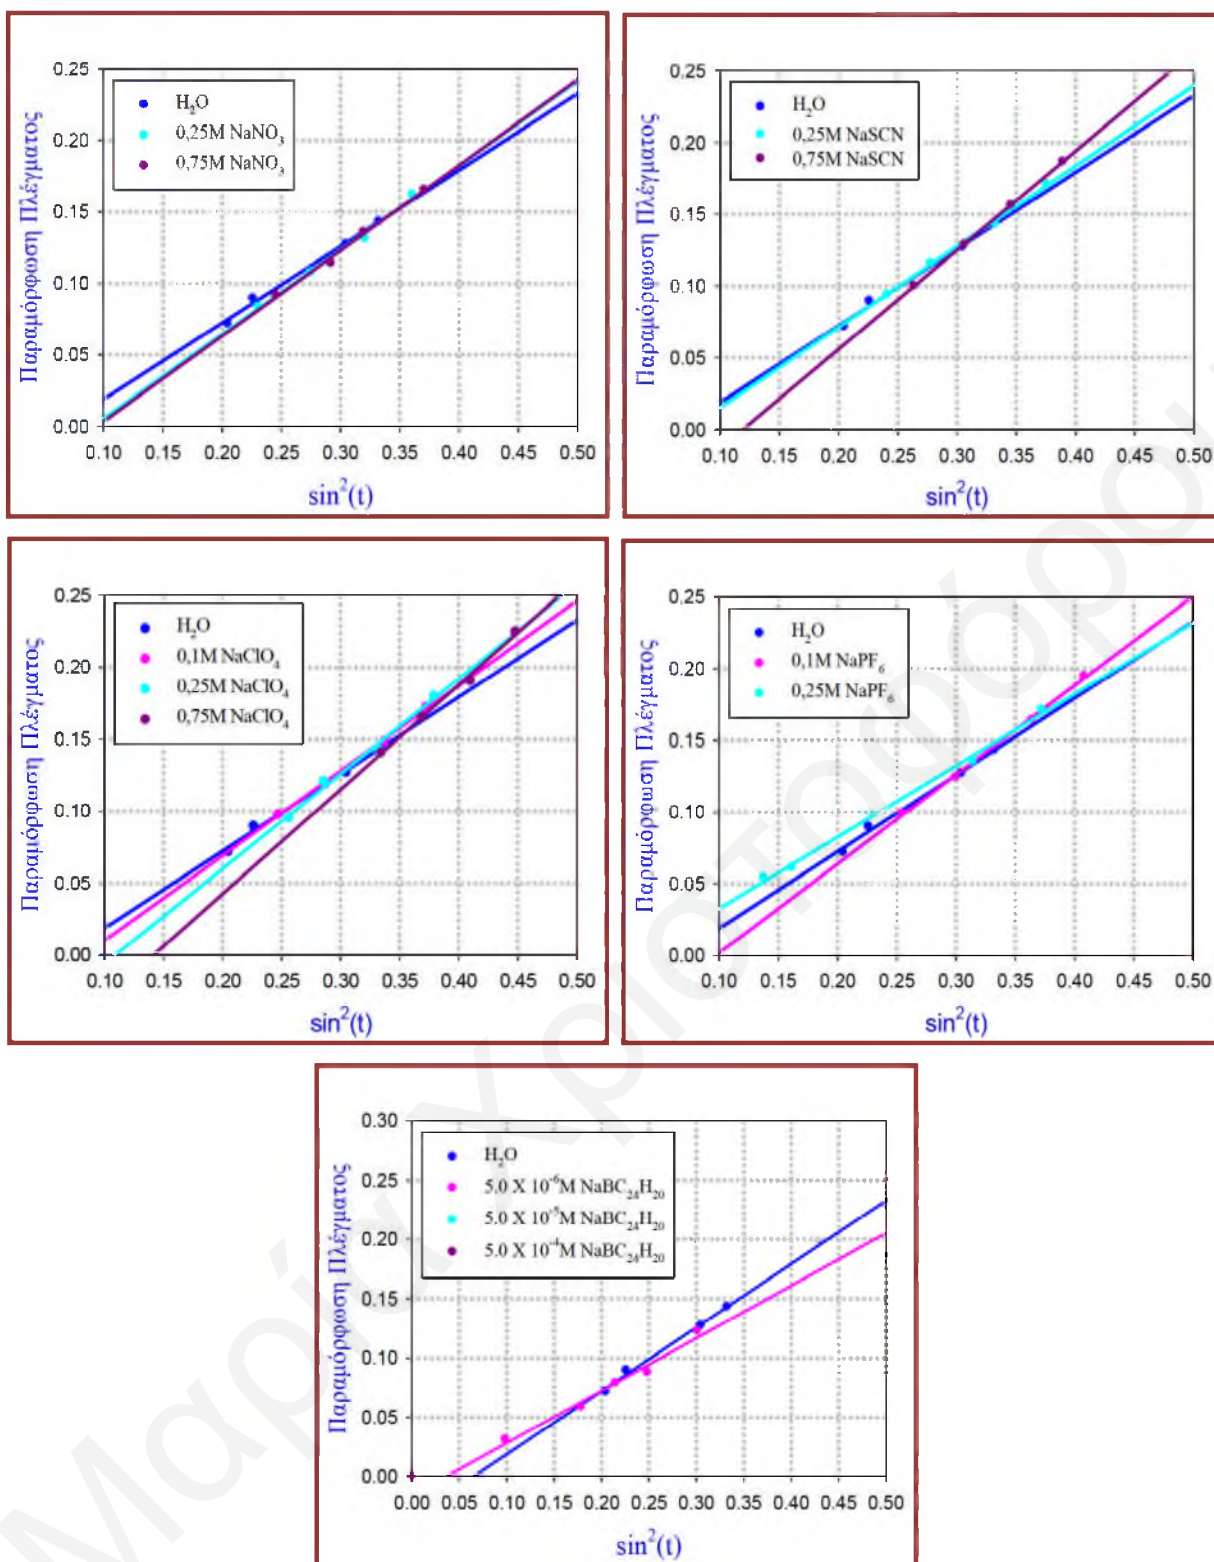 Παραμόρφωση Πλέγματος
0.25
0.20
0.15
0.10
0.05
0.00
H₂O
0,25M NaNO₃
0,75M NaNO₃
0.10 0.15 0.20 0.25 0.30 0.35 0.40 0.45 0.50
sin²(t)
Παραμόρφωση Πλέγματος
0.25
0.20
0.15
0.10
0.05
0.00
H₂O
0,25M NaSCN
0,75M NaSCN
0.10 0.15 0.20 0.25 0.30 0.35 0.40 0.45 0.50
sin²(t)
Παραμόρφωση Πλέγματος
0.25
0.20
0.15
0.10
0.05
0.00
H₂O
0,1M NaClO₄
0,25M NaClO₄
0,75M NaClO₄
0.10 0.15 0.20 0.25 0.30 0.35 0.40 0.45 0.50
sin²(t)
Παραμόρφωση Πλέγματος
0.25
0.20
0.15
0.10
0.05
0.00
H₂O
0,1M NaPF₆
0,25M NaPF₆
0.10 0.15 0.20 0.25 0.30 0.35 0.40 0.45 0.50
sin²(t)
Παραμόρφωση Πλέγματος
0.30
0.25
0.20
0.15
0.10
0.05
0.00
H₂O
5.0 X 10⁻⁶M NaBC₂₄H₂₀
5.0 X 10⁻⁵M NaBC₂₄H₂₀
5.0 X 10⁻⁴M NaBC₂₄H₂₀
0.00 0.05 0.10 0.15 0.20 0.25 0.30 0.35 0.40 0.45 0.50
sin²(t)
Μαρία Χριστοφόρου